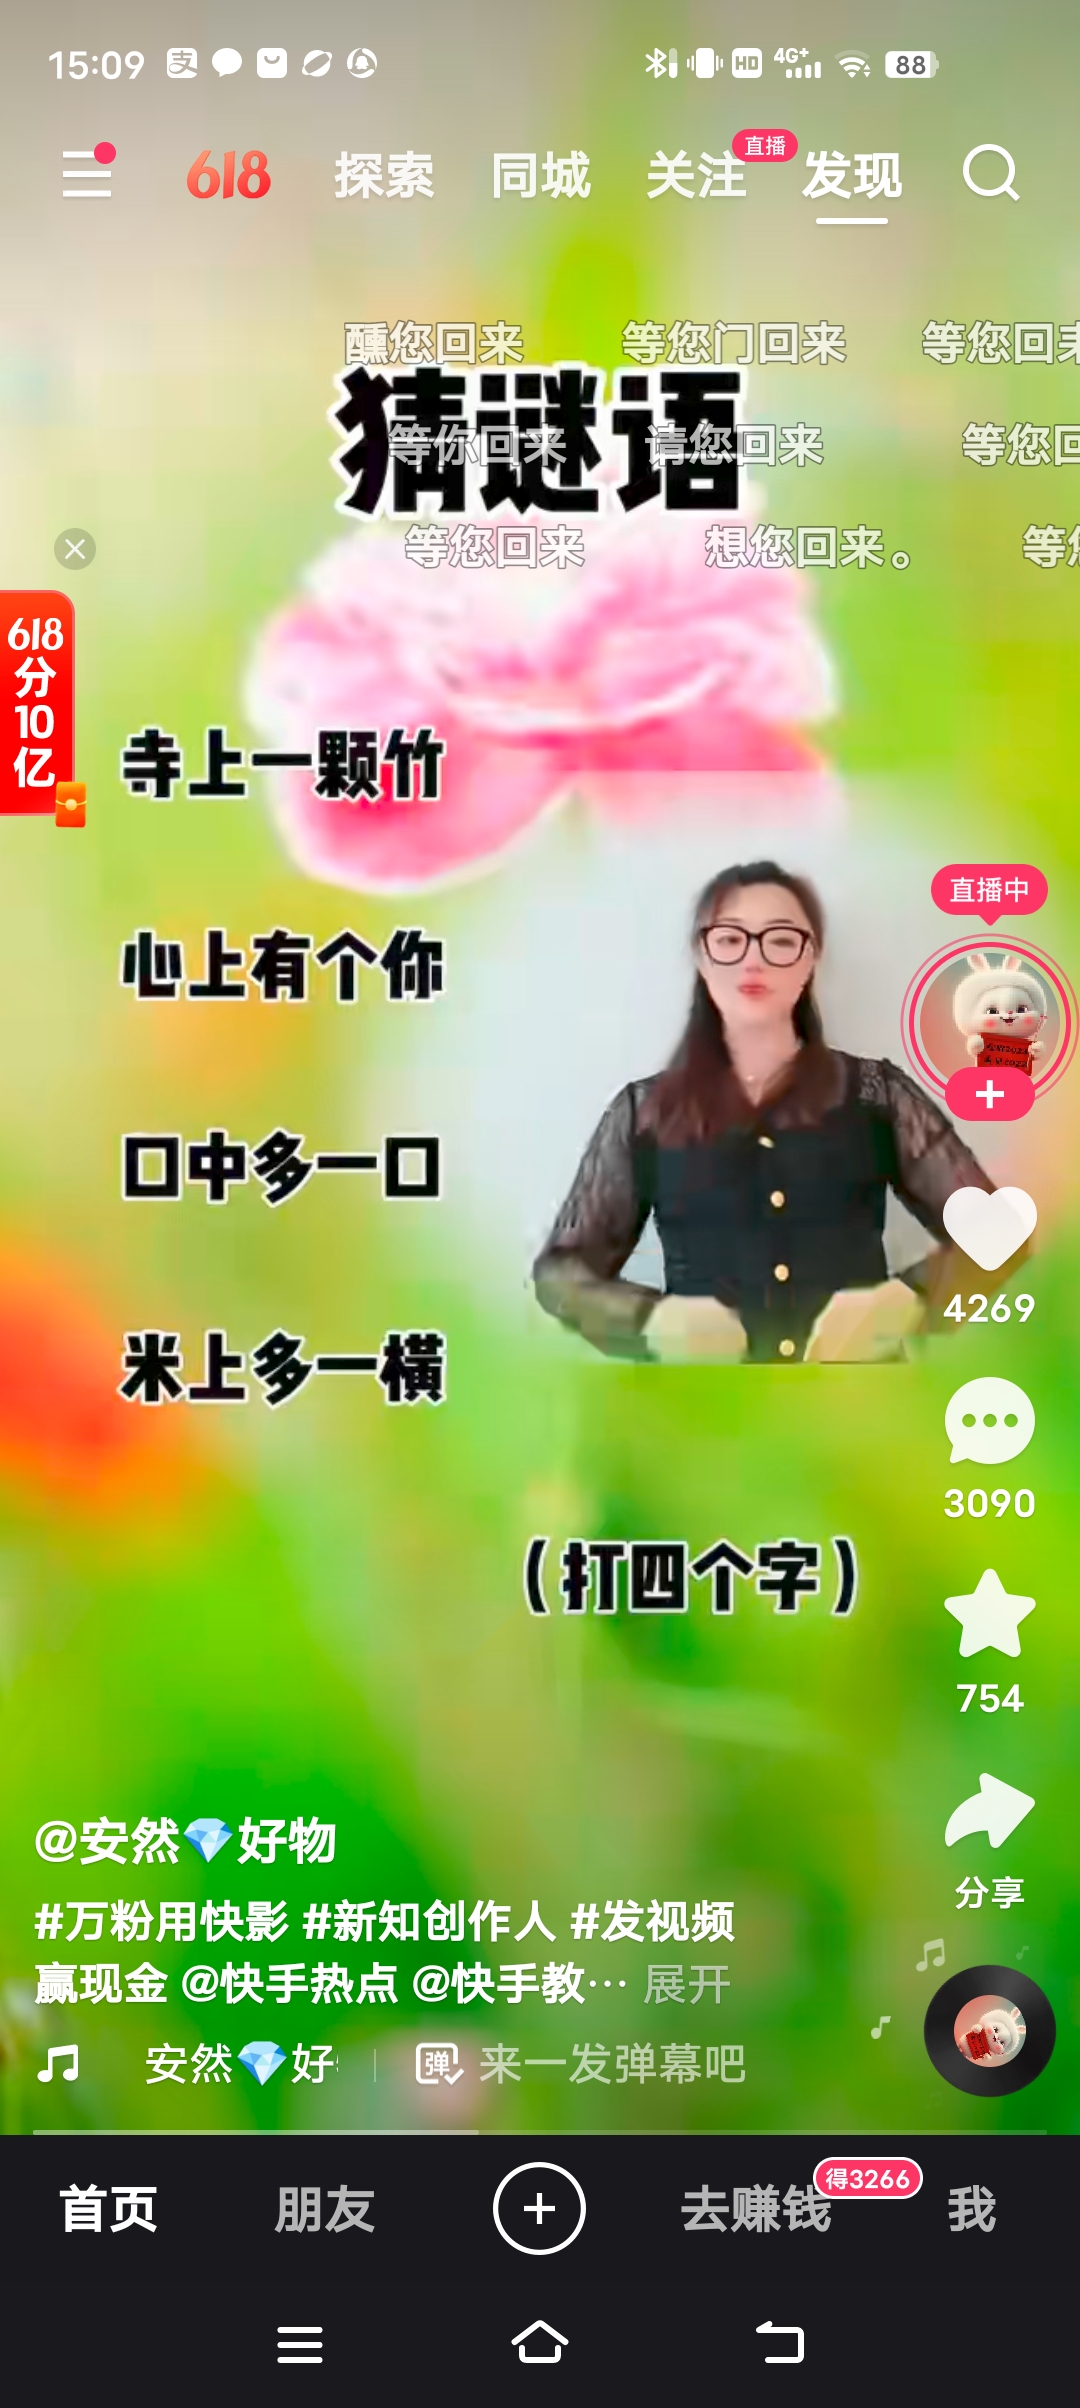 15:09
HD
4G+
88
618
探索
同城
关注
直播
发现
醺您回来
等您门回来
等您回来
猜谜语
等你回来
请您回来
等您回
等您回来
想您回来。
等您
618
分
10
亿
寺上一颗竹
心上有个你
口中多一口
米上多一横
(打四个字)
直播中
4269
3090
754
分享
@安然💎好物
#万粉用快影 #新知创作人 #发视频
赢现金 @快手热点 @快手教… 展开
安然💎好
弹
来一发弹幕吧
首页
朋友
去赚钱
得3266
我